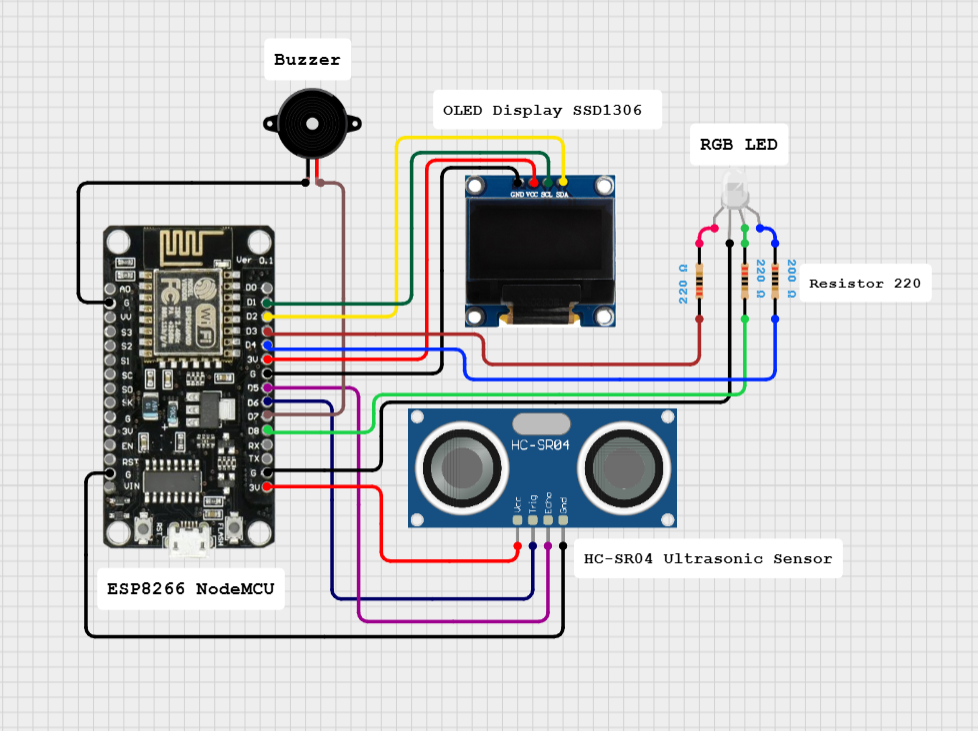 Buzzer
OLED Display SSD1306
RGB LED
GND VCC SCL SDA
Ver 0.1
220 Ω
220 Ω
200 Ω
Resistor 220
A0
G
VV
S3
S2
S1
SC
SO
SK
G
3V
EN
RST
G
VIN
D0
D1
D2
D3
D4
3V
G
D5
D6
D7
D8
RX
TX
G
3V
FC
WiFi
RST
FLASH
HC-SR04
Vcc
Trig
Echo
Gnd
HC-SR04 Ultrasonic Sensor
ESP8266 NodeMCU